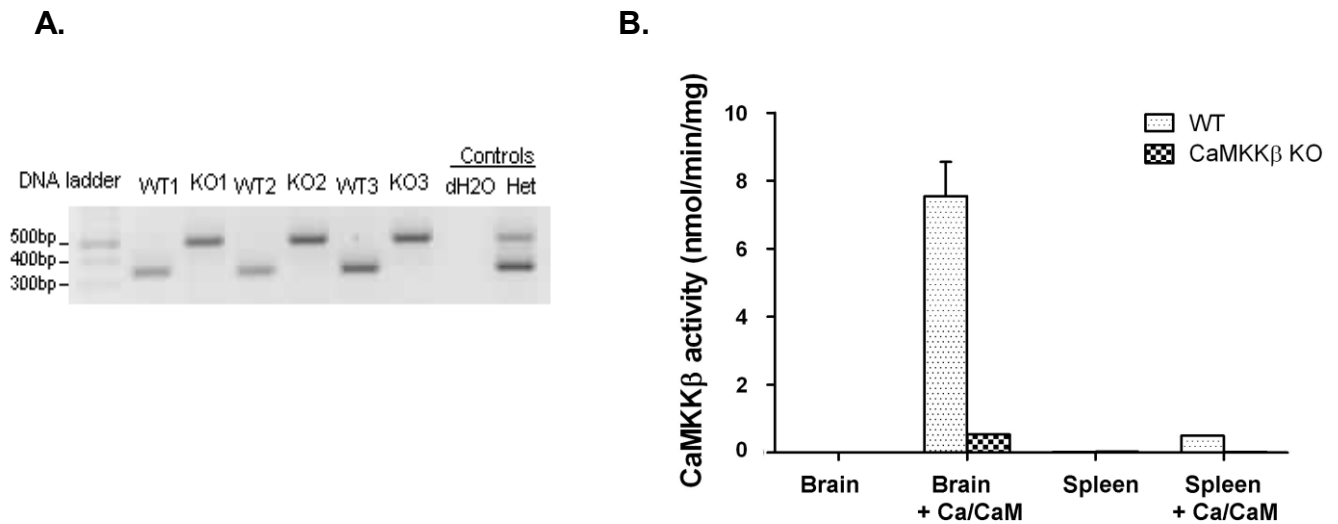 A.
B.
Controls
DNA ladder WT1 KO1 WT2 KO2 WT3 KO3 dH2O Het
500bp
400bp
300bp
CaMKKβ activity (nmol/min/mg)
10
8
6
4
2
0
WT
CaMKKβ KO
Brain
Brain
+ Ca/CaM
Spleen
Spleen
+ Ca/CaM